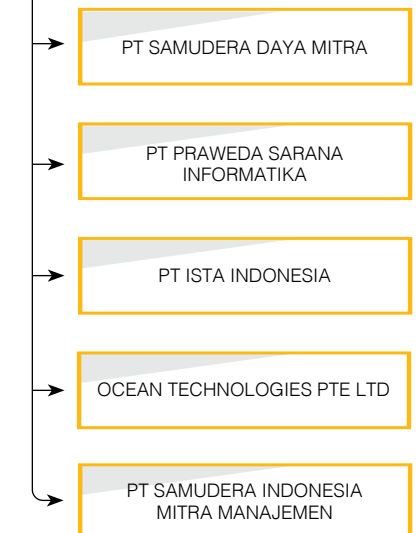 PT SAMUDERA DAYA MITRA
PT PRAWEDA SARANA
INFORMATIKA
PT ISTA INDONESIA
OCEAN TECHNOLOGIES PTE LTD
PT SAMUDERA INDONESIA
MITRA MANAJEMEN